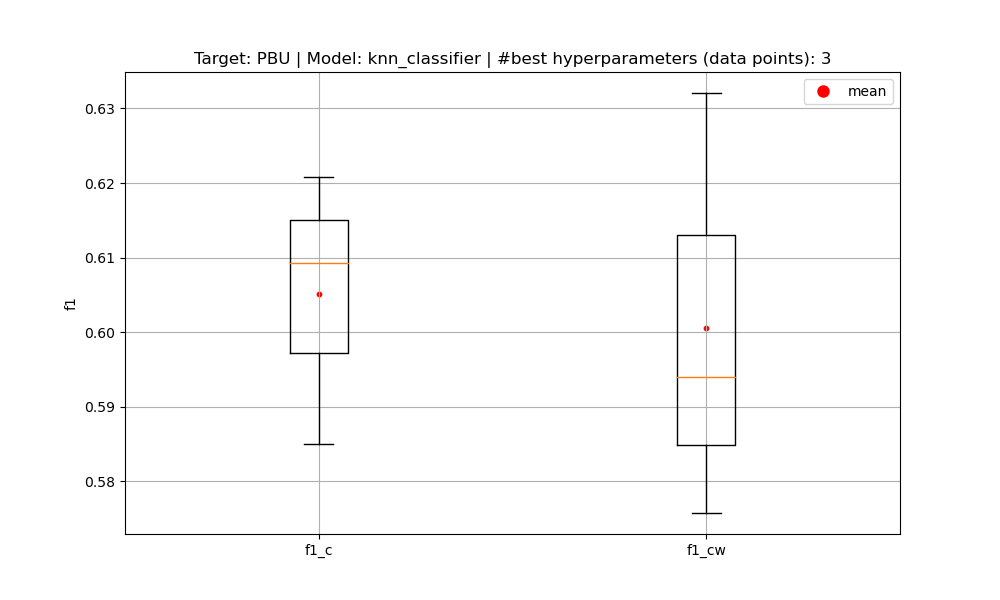 Target: PBU | Model: knn_classifier | #best hyperparameters (data points): 3
mean
0.63
0.62
0.61
0.60
0.59
0.58
f1
f1_c
f1_cw